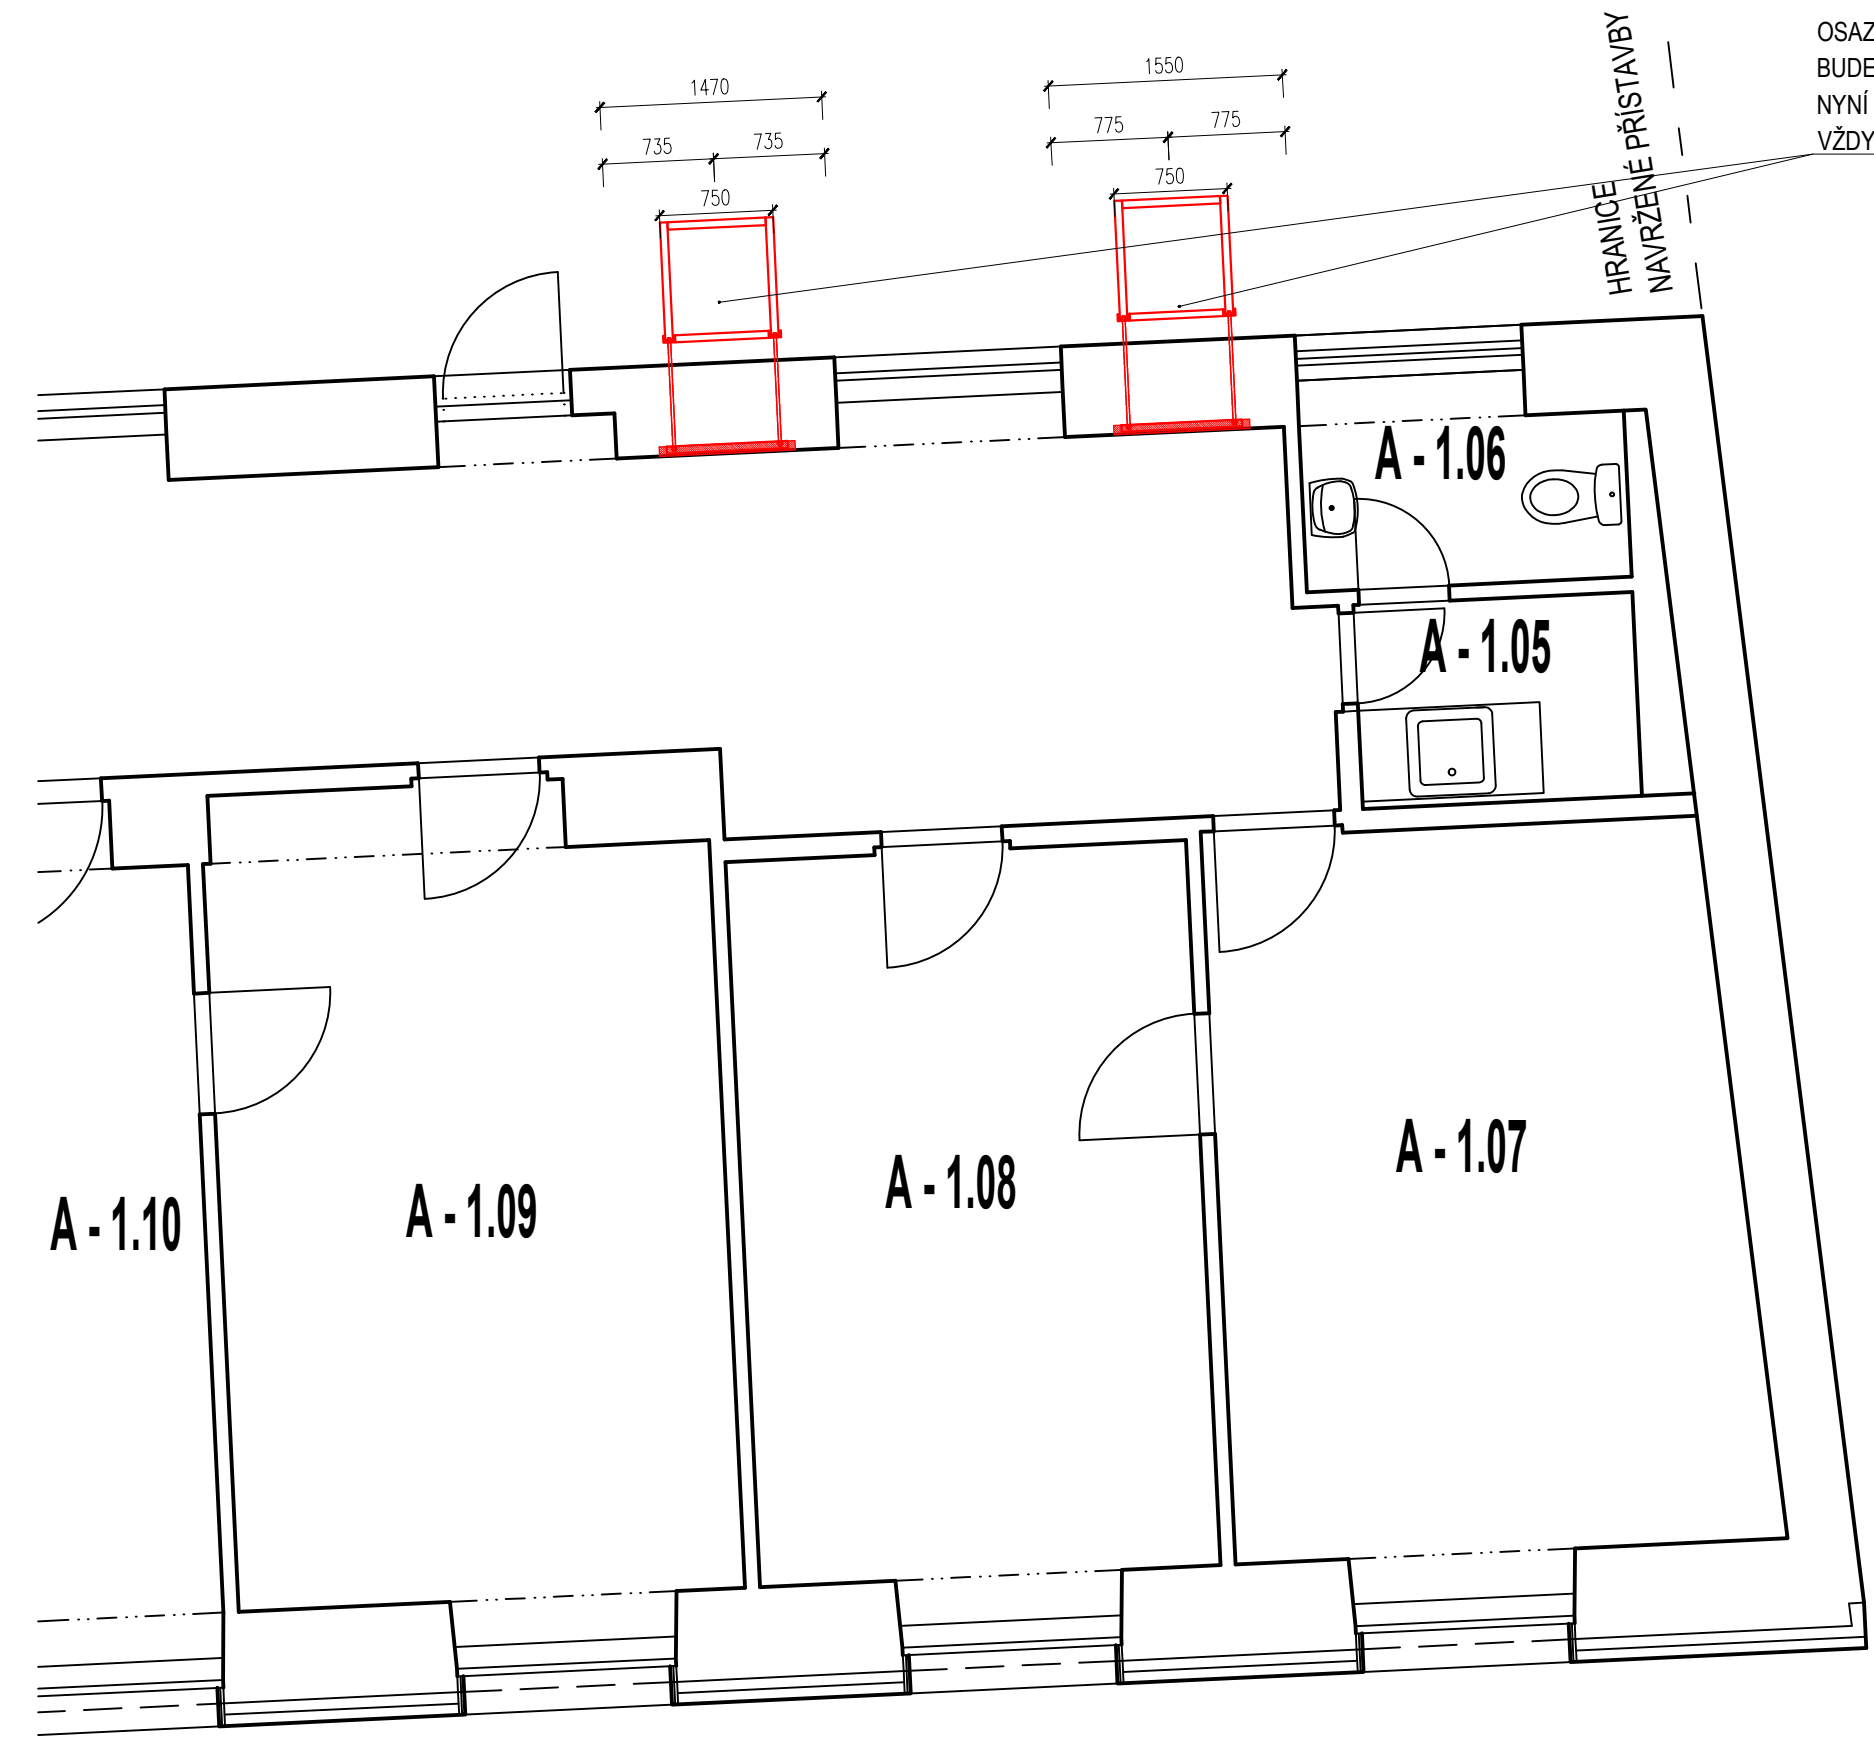 OSAZ
BUDE
NYNÍ
VŽDY
HRANICE
NAVRŽENÉ PŘÍSTAVBY
1470
735
735
750
1550
775
775
750
A - 1.06
A - 1.05
A - 1.07
A - 1.08
A - 1.09
A - 1.10